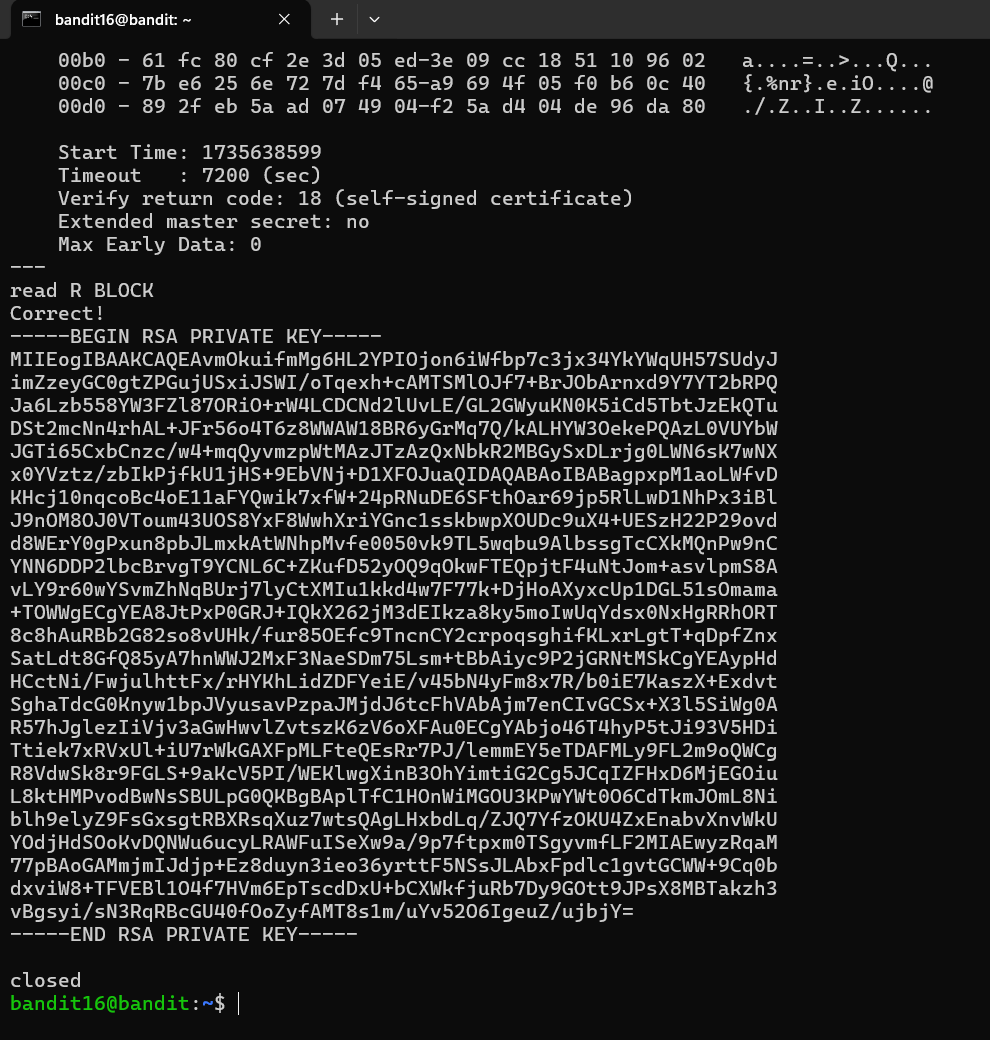 bandit16@bandit: ~
00b0 - 61 fc 80 cf 2e 3d 05 ed-3e 09 cc 18 51 10 96 02   a....=..>...Q...
00c0 - 7b e6 25 6e 72 7d f4 65-a9 69 4f 05 f0 b6 0c 40   {.%nr}.e.iO....@
00d0 - 89 2f eb 5a ad 07 49 04-f2 5a d4 04 de 96 da 80   ./.Z..I..Z......
Start Time: 1735638599
Timeout   : 7200 (sec)
Verify return code: 18 (self-signed certificate)
Extended master secret: no
Max Early Data: 0
---
read R BLOCK
Correct!
-----BEGIN RSA PRIVATE KEY-----
MIIEogIBAAKCAQEAvmOkuifmMg6HL2YPIOjon6iWfbp7c3jx34YkYWqUH57SUdyJ
imZzeyGC0gtZPGujUSxiJSWI/oTqexh+cAMTSMlOJf7+BrJObArnxd9Y7YT2bRPQ
Ja6Lzb558YW3FZl87ORiO+rW4LCDCNd2lUvLE/GL2GWyuKN0K5iCd5TbtJzEkQTu
DSt2mcNn4rhAL+JFr56o4T6z8WWAW18BR6yGrMq7Q/kALHYW3OekePQAzL0VUYbW
JGTi65CxbCnzc/w4+mqQyvmzpWtMAzJTzAzQxNbkR2MBGySxDLrjg0LWN6sK7wNX
x0YVztz/zbIkPjfkU1jHS+9EbVNj+D1XFOJuaQIDAQABAoIBABagpxpM1aoLWfvD
KHcj10nqcoBc4oE11aFYQwik7xfW+24pRNuDE6SFthOar69jp5RlLwD1NhPx3iBl
J9nOM8OJ0VToum43UOS8YxF8WwhXriYGnc1sskbwpXOUDc9uX4+UESzH22P29ovd
d8WErY0gPxun8pbJLmxkAtWNhpMvfe0050vk9TL5wqbu9AlbssgTcCXkMQnPw9nC
YNN6DDP2lbcBrvgT9YCNL6C+ZKufD52yOQ9qOkwFTEQpjtF4uNtJom+asvlpmS8A
vLY9r60wYSvmZhNqBUrj7lyCtXMIu1kkd4w7F77k+DjHoAXyxcUp1DGL51sOmama
+TOWWgECgYEA8JtPxP0GRJ+IQkX262jM3dEIkza8ky5moIwUqYdsx0NxHgRRhORT
8c8hAuRBb2G82so8vUHk/fur85OEfc9TncnCY2crpoqsghifKLxrLgtT+qDpfZnx
SatLdt8GfQ85yA7hnWWJ2MxF3NaeSDm75Lsm+tBbAiyc9P2jGRNtMSkCgYEAypHd
HCctNi/FwjulhttFx/rHYKhLidZDFYeiE/v45bN4yFm8x7R/b0iE7KaszX+Exdvt
SghaTdcG0Knyw1bpJVyusavPzpaJMjdJ6tcFhVAbAjm7enCIvGCSx+X3l5SiWg0A
R57hJglezIiVjv3aGwHwvlZvtszK6zV6oXFAu0ECgYAbjo46T4hyP5tJi93V5HDi
Ttiek7xRVxUl+iU7rWkGAXFpMLFteQEsRr7PJ/lemmEY5eTDAFMLy9FL2m9oQWCg
R8VdwSk8r9FGLS+9aKcV5PI/WEKlwgXinB3OhYimtiG2Cg5JCqIZFHxD6MjEGOiu
L8ktHMPvodBwNsSBULpG0QKBgBAplTfC1HOnWiMGOU3KPwYWt0O6CdTkmJOmL8Ni
blh9elyZ9FsGxsgtRBXRsqXuz7wtsQAgLHxbdLq/ZJQ7YfzOKU4ZxEnabvXnvWkU
YOdjHdSOoKvDQNWu6ucyLRAWFuISeXw9a/9p7ftpxm0TSgyvmfLF2MIAEwyzRqaM
77pBAoGAMmjmIJdjp+Ez8duyn3ieo36yrttF5NSsJLAbxFpdlc1gvtGCWW+9Cq0b
dxviW8+TFVEBl1O4f7HVm6EpTscdDxU+bCXWkfjuRb7Dy9GOtt9JPsX8MBTakzh3
vBgsyi/sN3RqRBcGU40fOoZyfAMT8s1m/uYv52O6IgeuZ/ujbjY=
-----END RSA PRIVATE KEY-----
closed
bandit16@bandit:~$